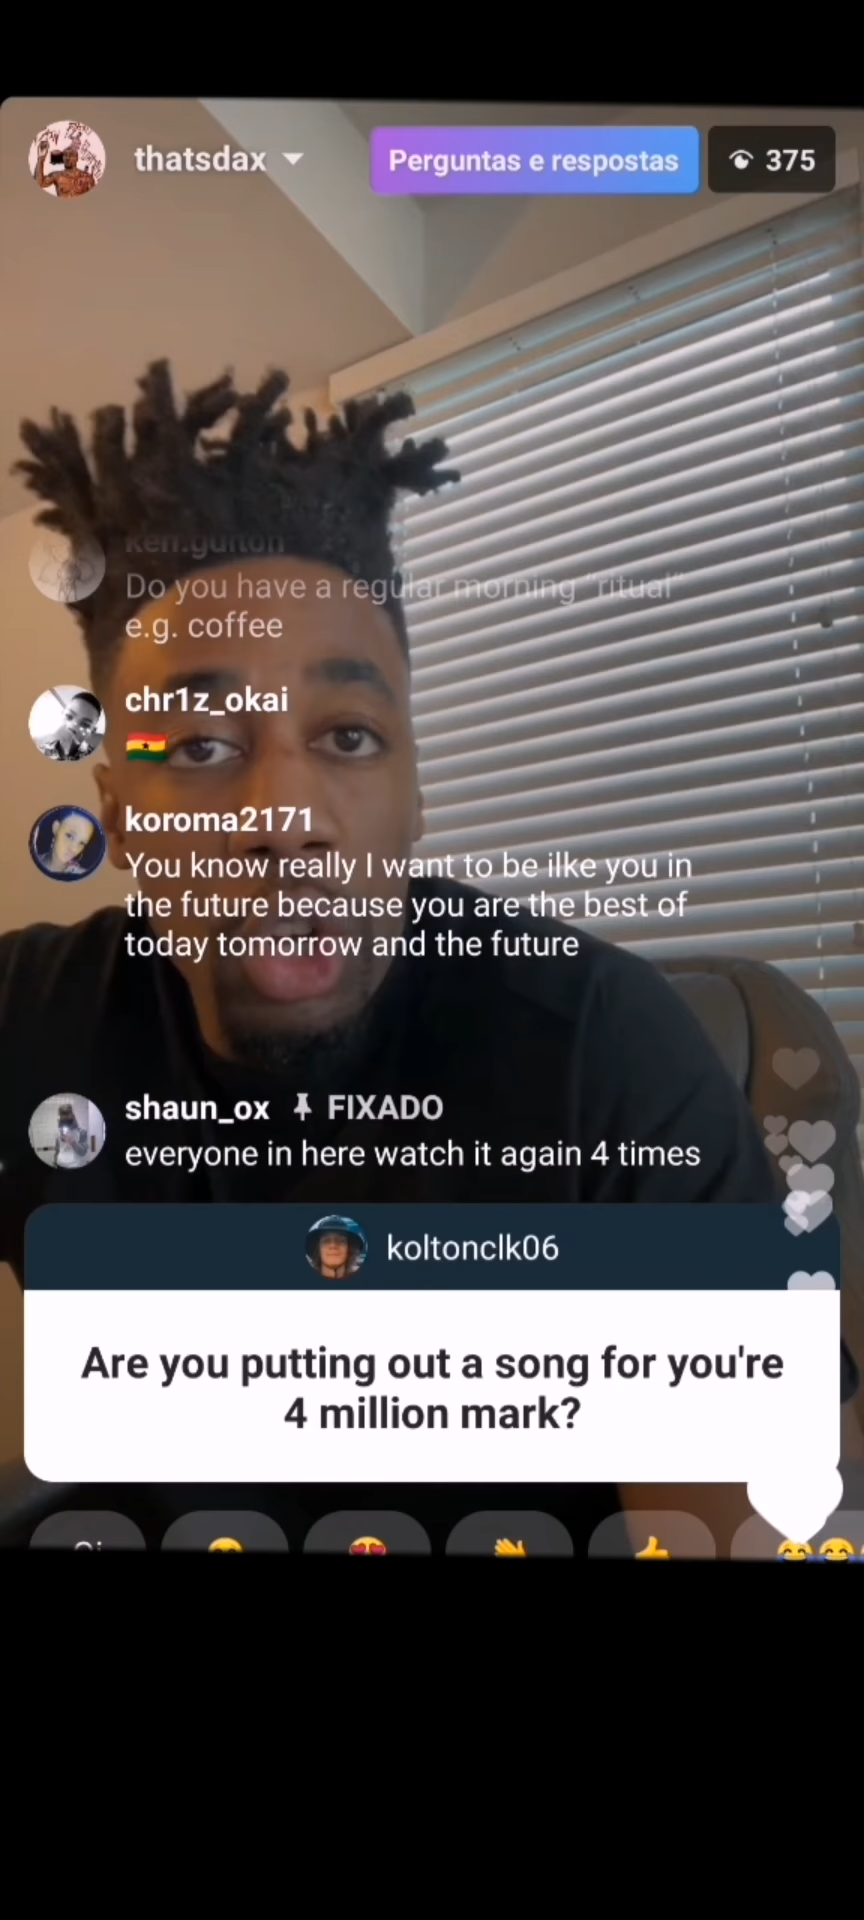 thatsdax
Perguntas e respostas
375
Do you have a regular morning "ritual"
e.g. coffee
chr1z_okai
koroma2171
You know really I want to be ilke you in
the future because you are the best of
today tomorrow and the future
shaun_ox FIXADO
everyone in here watch it again 4 times
koltonclk06
Are you putting out a song for you're
4 million mark?